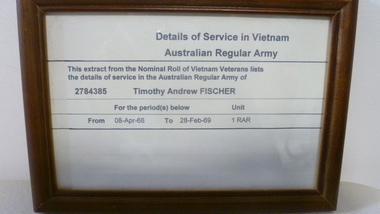 Details of Service in Vietnam
Australian Regular Army
This extract from the Nominal Roll of Vietnam Veterans lists
the details of service in the Australian Regular Army of
2784385 Timothy Andrew FISCHER
For the period(s) below Unit
From 08-Apr-68 To 28-Feb-69 1 RAR